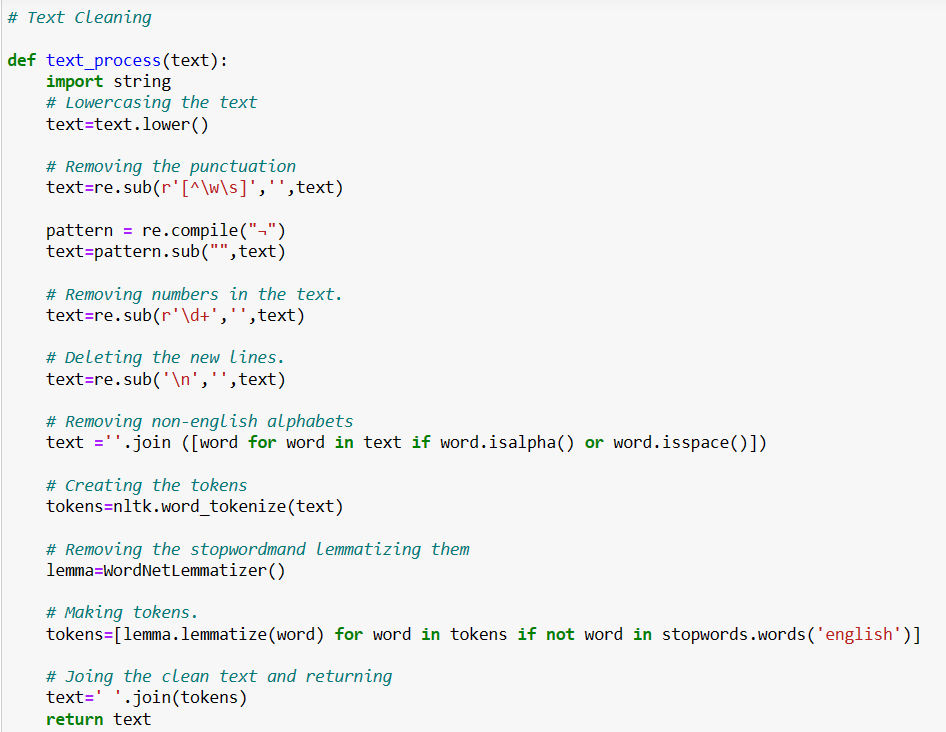 # Text Cleaning
def text_process(text):
    import string
    # Lowercasing the text
    text=text.lower()
    # Removing the punctuation
    text=re.sub(r'[^\w\s]','',text)
    pattern = re.compile("¬")
    text=pattern.sub("",text)
    # Removing numbers in the text.
    text=re.sub(r'\d+','',text)
    # Deleting the new lines.
    text=re.sub('\n','',text)
    # Removing non-english alphabets
    text =''.join ([word for word in text if word.isalpha() or word.isspace()])
    # Creating the tokens
    tokens=nltk.word_tokenize(text)
    # Removing the stopwordmand lemmatizing them
    lemma=WordNetLemmatizer()
    # Making tokens.
    tokens=[lemma.lemmatize(word) for word in tokens if not word in stopwords.words('english')]
    # Joing the clean text and returning
    text=' '.join(tokens)
    return text